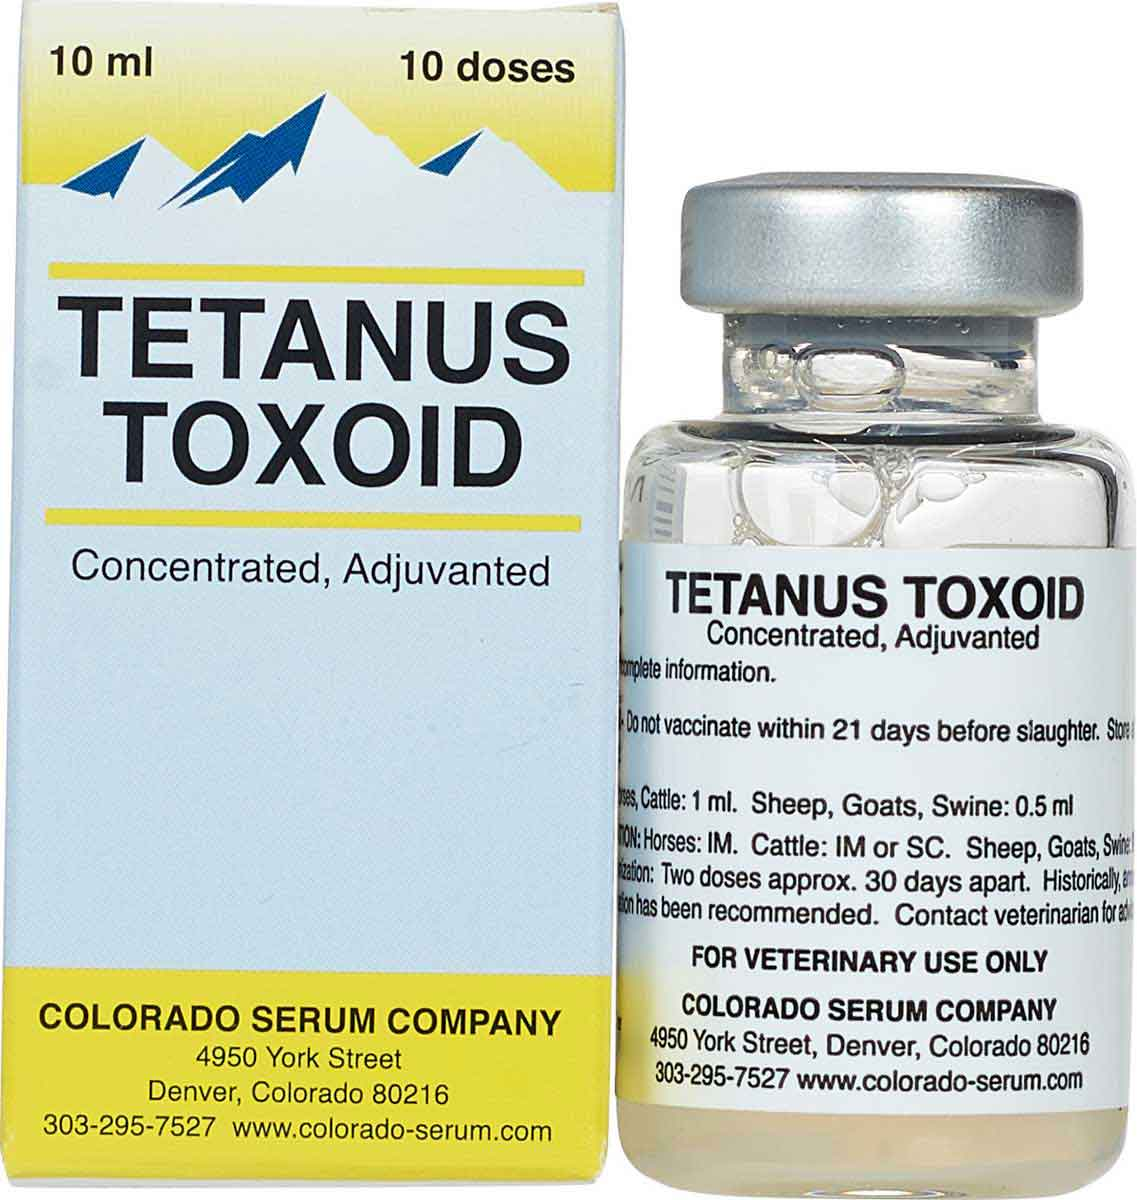 10 ml 10 doses
TETANUS
TOXOID
Concentrated, Adjuvanted
COLORADO SERUM COMPANY
4950 York Street
Denver, Colorado 80216
303-295-7527 www.colorado-serum.com
TETANUS TOXOID
Concentrated, Adjuvanted
information.
Do not vaccinate within 21 days before slaughter. Store
Cattle: 1 ml. Sheep, Goats, Swine: 0.5 ml
Horses: IM. Cattle: IM or SC. Sheep, Goats, Swine:
Two doses approx. 30 days apart. Historically,
has been recommended. Contact veterinarian for
FOR VETERINARY USE ONLY
COLORADO SERUM COMPANY
4950 York Street, Denver, Colorado 80216
303-295-7527 www.colorado-serum.com